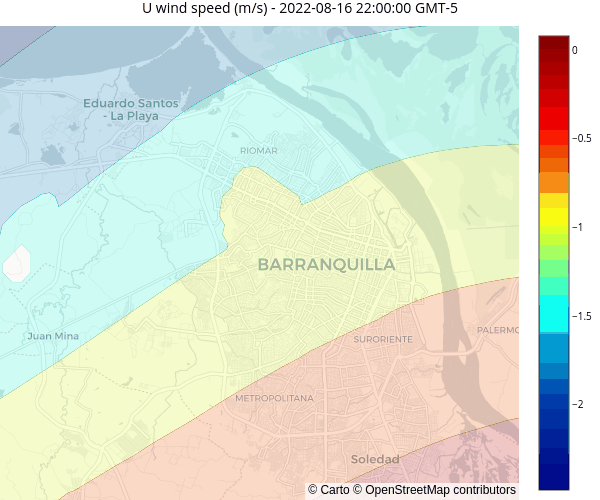 U wind speed (m/s) - 2022-08-16 22:00:00 GMT-5
0
Eduardo Santos
- La Playa
−0.5
RIOMAR
−1
BARRANQUILLA
−1.5
Juan Mina
SURORIENTE
PALERMO
METROPOLITANA
−2
Soledad
© Carto © OpenStreetMap contributors